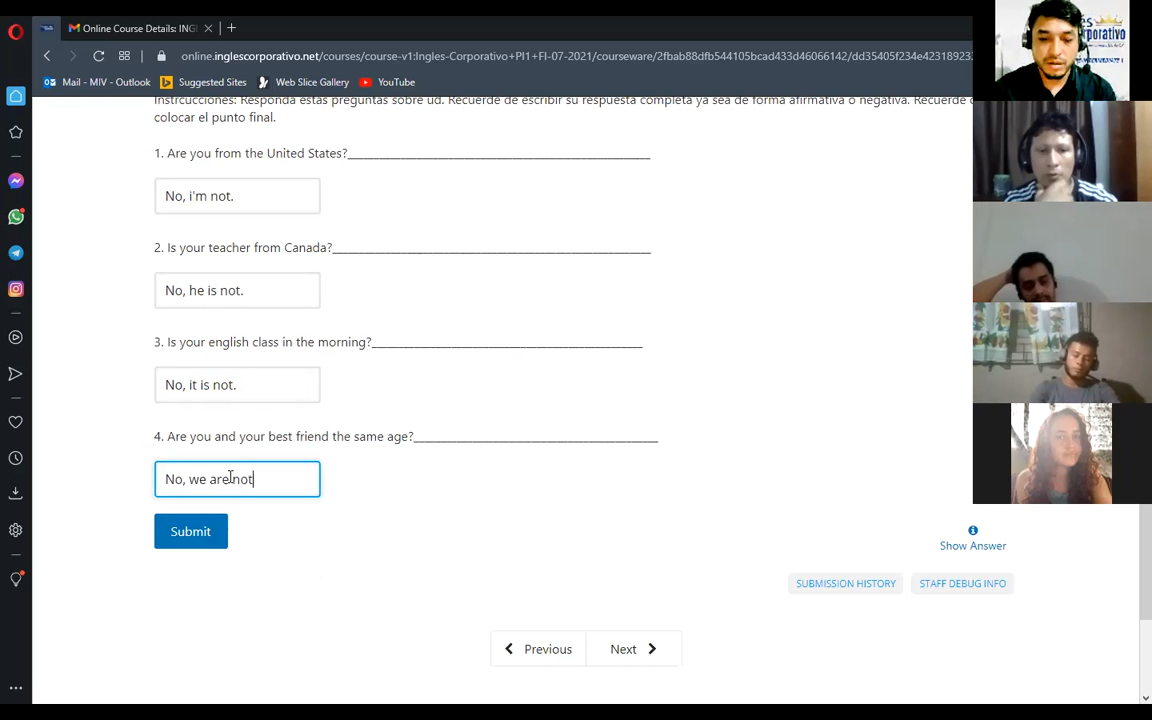 Online Course Details: INGl
online.inglescorporativo.net/courses/course-v1:Ingles-Corporativo+PI1+FI-07-2021/courseware/2fbab88dfb544105bcad433d46066142/dd35405f234e42318923
Mail - MIV - Outlook
Suggested Sites
Web Slice Gallery
YouTube
Instrcucciones: Responda estas preguntas sobre ud. Recuerde de escribir su respuesta completa ya sea de forma afirmativa o negativa. Recuerde
colocar el punto final.
1. Are you from the United States?
No, i'm not.
2. Is your teacher from Canada?
No, he is not.
3. Is your english class in the morning?
No, it is not.
4. Are you and your best friend the same age?
No, we are not
Submit
Show Answer
SUBMISSION HISTORY
STAFF DEBUG INFO
Previous
Next